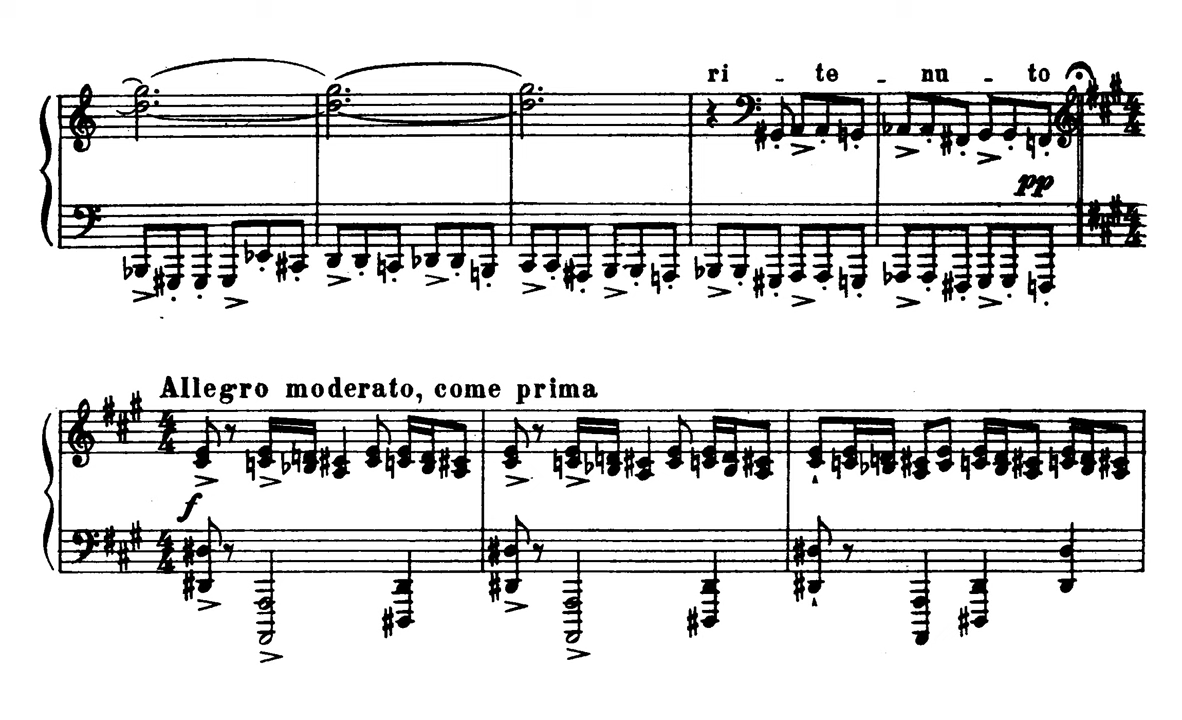 ri - te - nu - to
pp
Allegro moderato, come prima
f